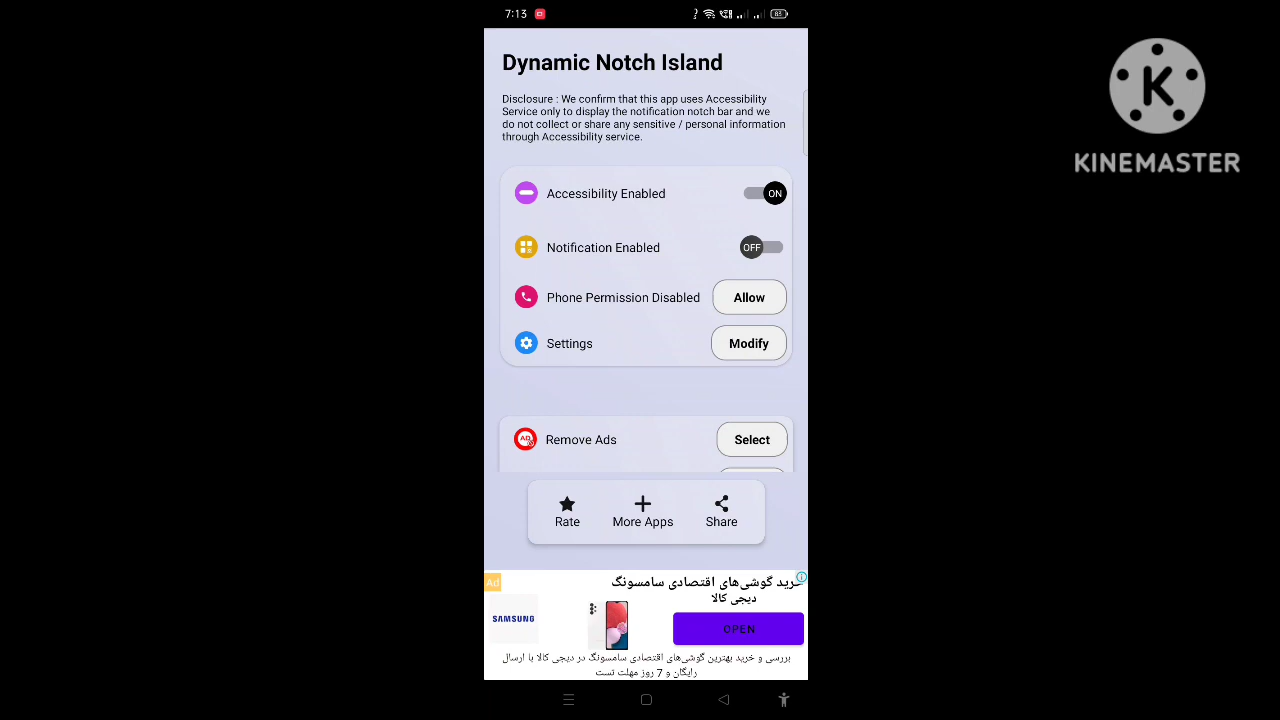 7:13
83
Dynamic Notch Island
Disclosure : We confirm that this app uses Accessibility
Service only to display the notification notch bar and we
do not collect or share any sensitive / personal information
through Accessibility service.
Accessibility Enabled
ON
Notification Enabled
OFF
Phone Permission Disabled
Allow
Settings
Modify
AD
Remove Ads
Select
Rate
More Apps
Share
Ad
خرید گوشی‌های اقتصادی سامسونگ
دیجی کالا
SAMSUNG
OPEN
بررسی و خرید بهترین گوشی‌های اقتصادی سامسونگ در دیجی کالا با ارسال
رایگان و 7 روز مهلت تست
K
KINEMASTER